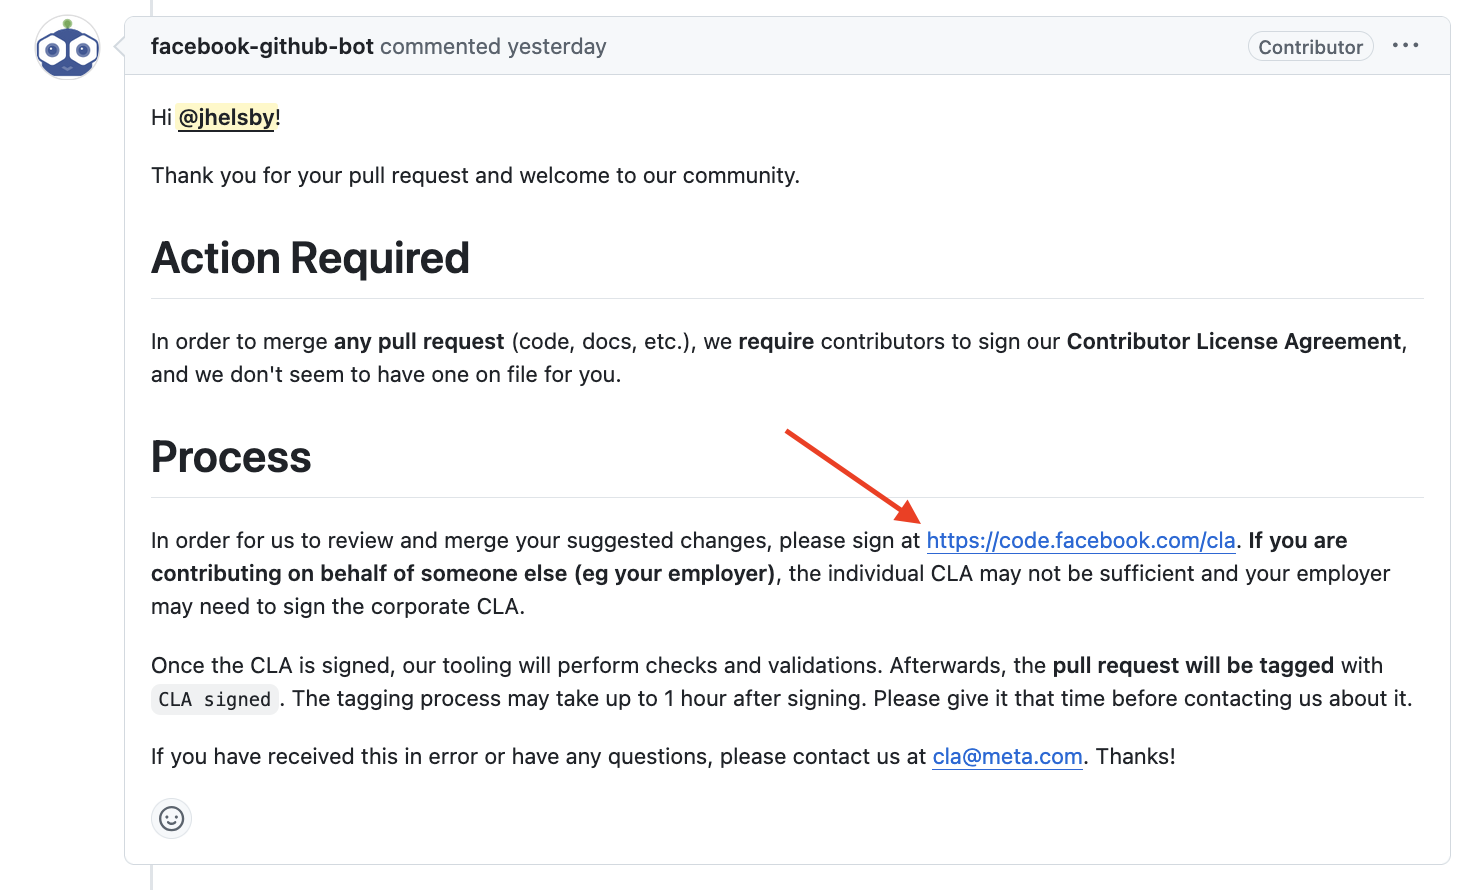 facebook-github-bot commented yesterday
Contributor
Hi @jhelsby!
Thank you for your pull request and welcome to our community.
Action Required
In order to merge any pull request (code, docs, etc.), we require contributors to sign our Contributor License Agreement,
and we don't seem to have one on file for you.
Process
In order for us to review and merge your suggested changes, please sign at https://code.facebook.com/cla. If you are
contributing on behalf of someone else (eg your employer), the individual CLA may not be sufficient and your employer
may need to sign the corporate CLA.
Once the CLA is signed, our tooling will perform checks and validations. Afterwards, the pull request will be tagged with
CLA signed. The tagging process may take up to 1 hour after signing. Please give it that time before contacting us about it.
If you have received this in error or have any questions, please contact us at cla@meta.com. Thanks!